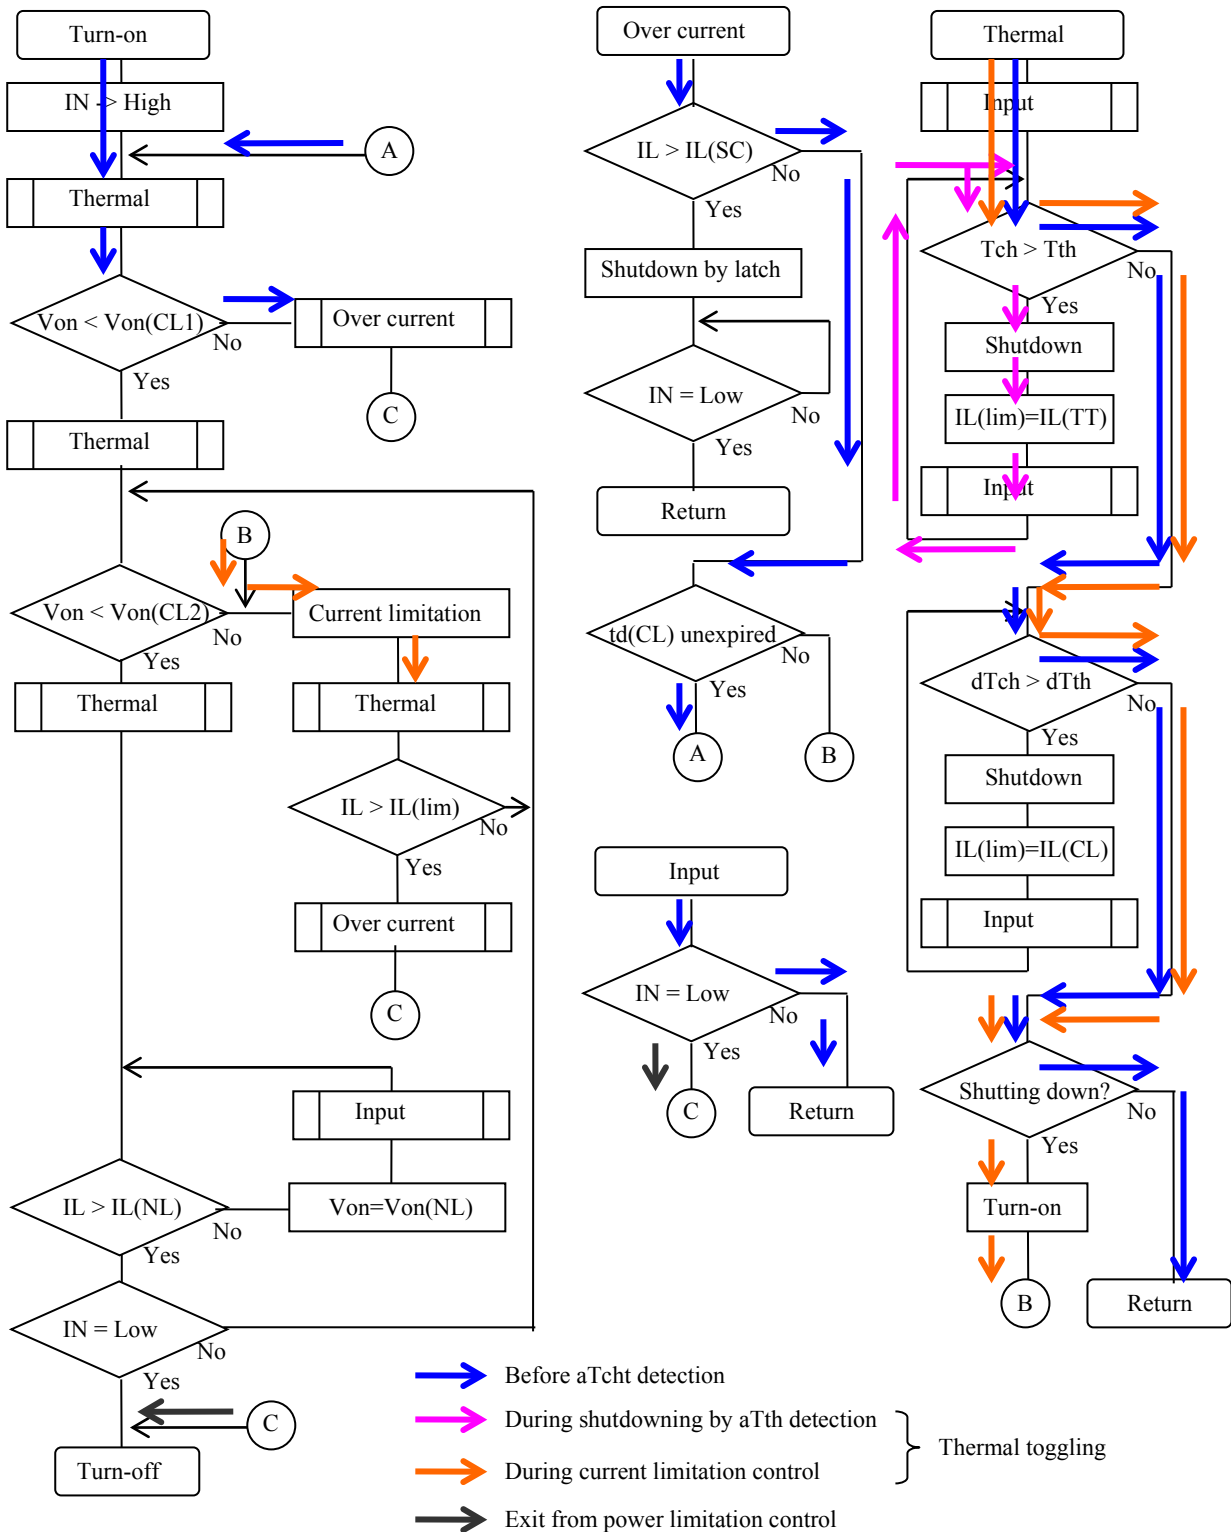 Turn-on
IN -> High
A
Thermal
Von < Von(CL1)
No
Yes
Over current
C
Thermal
B
Von < Von(CL2)
No
Yes
Current limitation
Thermal
Thermal
IL > IL(lim)
No
Yes
Over current
C
Input
IL > IL(NL)
No
Yes
Von=Von(NL)
IN = Low
No
Yes
C
Turn-off
Over current
IL > IL(SC)
No
Yes
Shutdown by latch
IN = Low
No
Yes
Return
td(CL) unexpired
No
Yes
A
B
Input
IN = Low
No
Yes
C
Return
Thermal
Input
Tch > Tth
No
Yes
Shutdown
IL(lim)=IL(TT)
Input
dTch > dTth
No
Yes
Shutdown
IL(lim)=IL(CL)
Input
Shutting down?
No
Yes
Turn-on
B
Return
Before aTcht detection
During shutdowning by aTth detection
Thermal toggling
During current limitation control
Exit from power limitation control